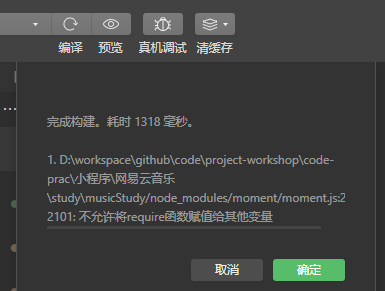 编译 预览 真机调试 清缓存
完成构建。耗时 1318 毫秒。
1. D:\workspace\github\code\project-workshop\code-
prac\小程序\网易云音乐
\study\musicStudy/node_modules/moment/moment.js:2
2101: 不允许将require函数赋值给其他变量
取消 确定